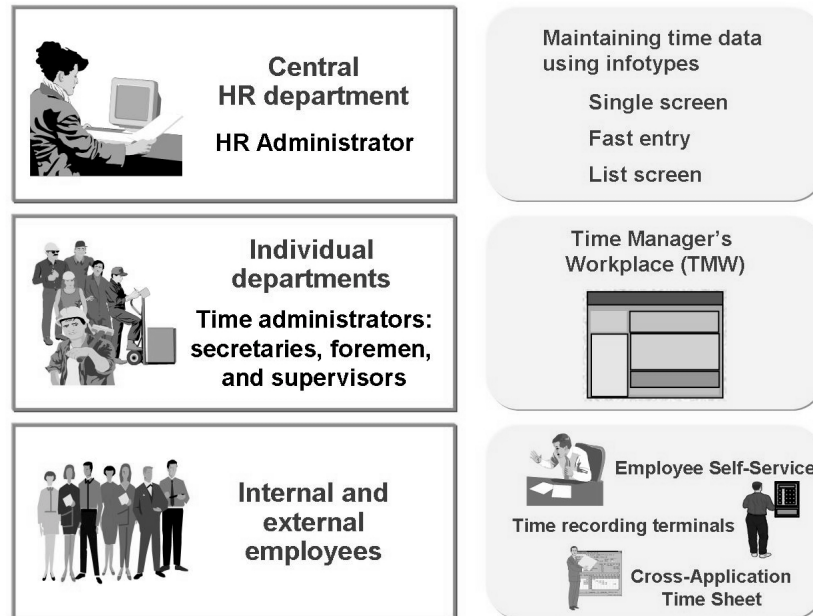 Central
HR department
HR Administrator
Maintaining time data
using infotypes
Single screen
Fast entry
List screen
Individual
departments
Time administrators:
secretaries, foremen,
and supervisors
Time Manager's
Workplace (TMW)
Internal and
external
employees
Employee Self-Service
Time recording terminals
Cross-Application
Time Sheet